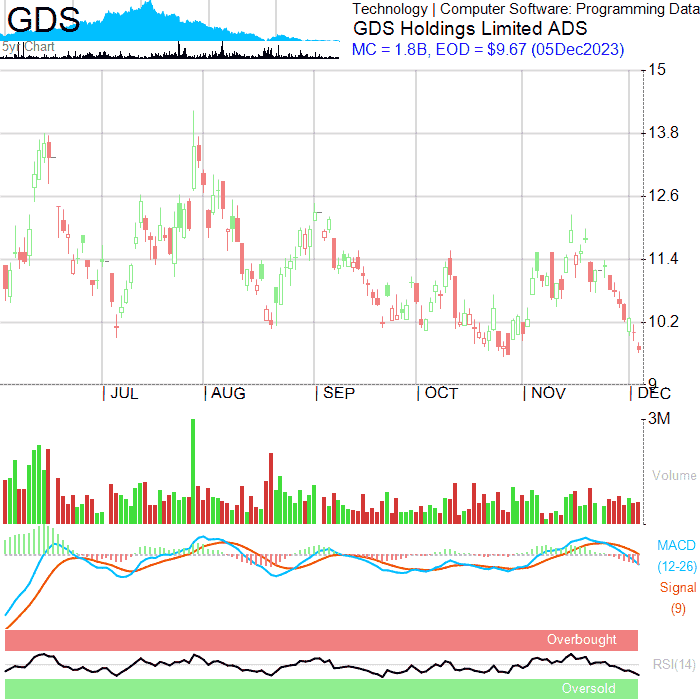 GDS
5yr Chart
Technology | Computer Software: Programming Data
GDS Holdings Limited ADS
MC = 1.8B, EOD = $9.67 (05Dec2023)
15
13.8
12.6
11.4
10.2
9
| JUL | AUG | SEP | OCT | NOV | DEC
3M
Volume
MACD
(12-26)
Signal
(9)
Overbought
RSI(14)
Oversold